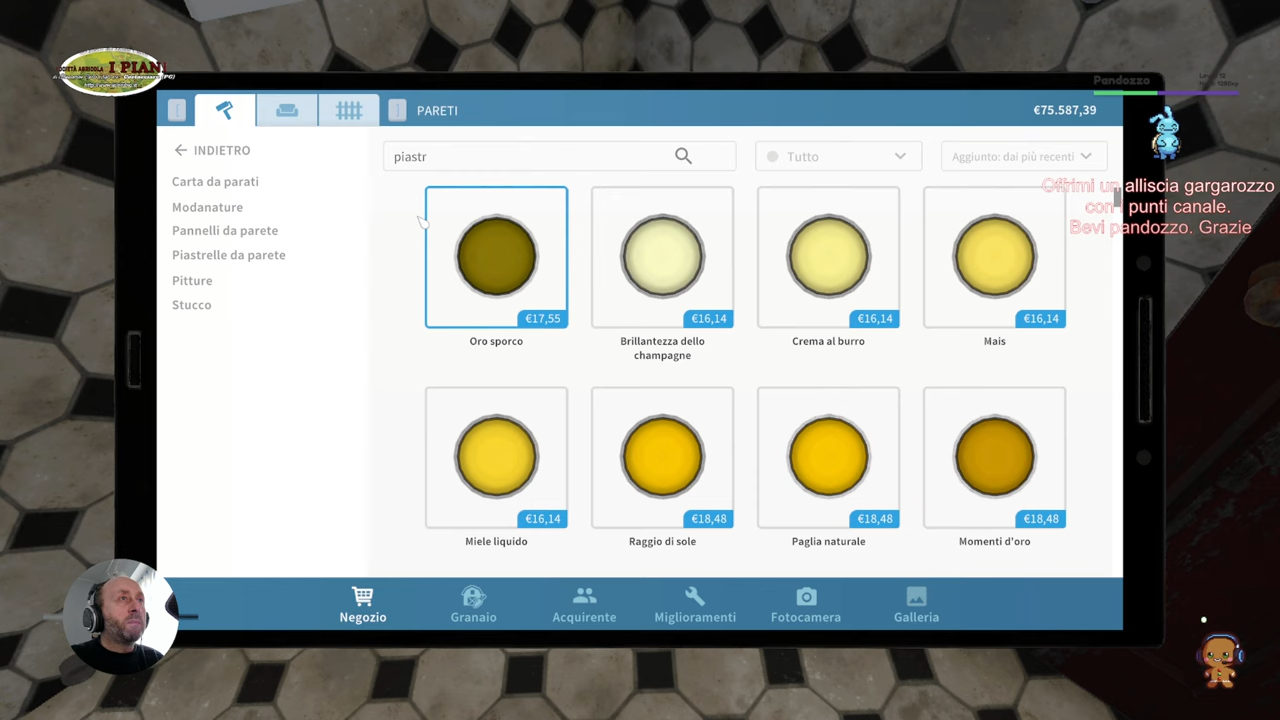 SOCIETÀ AGRICOLA I PIANI
Pandozzo
PARETI
€75.587,39
INDIETRO
piastr
Tutto
Aggiunto: dai più recenti
Carta da parati
Modanature
Pannelli da parete
Piastrelle da parete
Pitture
Stucco
Offrimi un alliscia gargarozzo
con i punti canale.
Bevi pandozzo. Grazie
€17,55
€16,14
€16,14
€16,14
Oro sporco
Brillantezza dello
champagne
Crema al burro
Mais
€16,14
€18,48
€18,48
€18,48
Miele liquido
Raggio di sole
Paglia naturale
Momenti d'oro
Negozio
Granaio
Acquirente
Miglioramenti
Fotocamera
Galleria